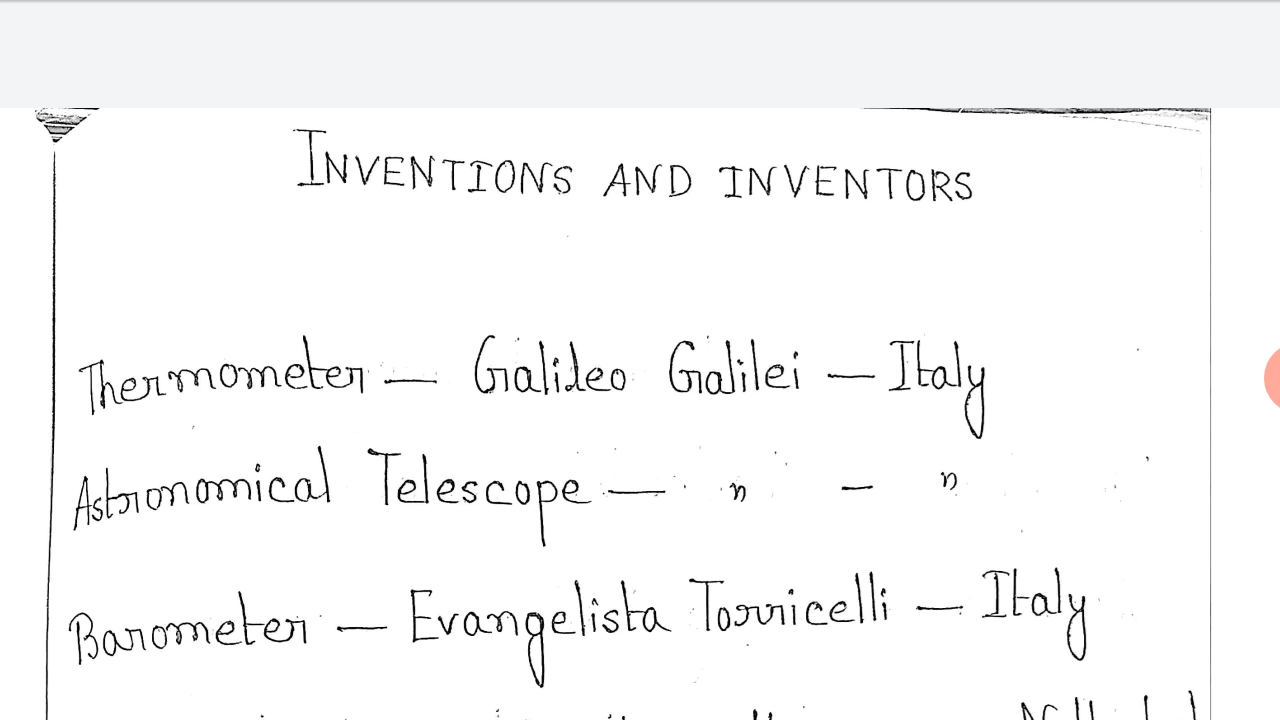 INVENTIONS AND INVENTORS
Thermometer — Galileo Galilei — Italy
Astronomical Telescope — " — "
Barometer — Evangelista Torricelli — Italy